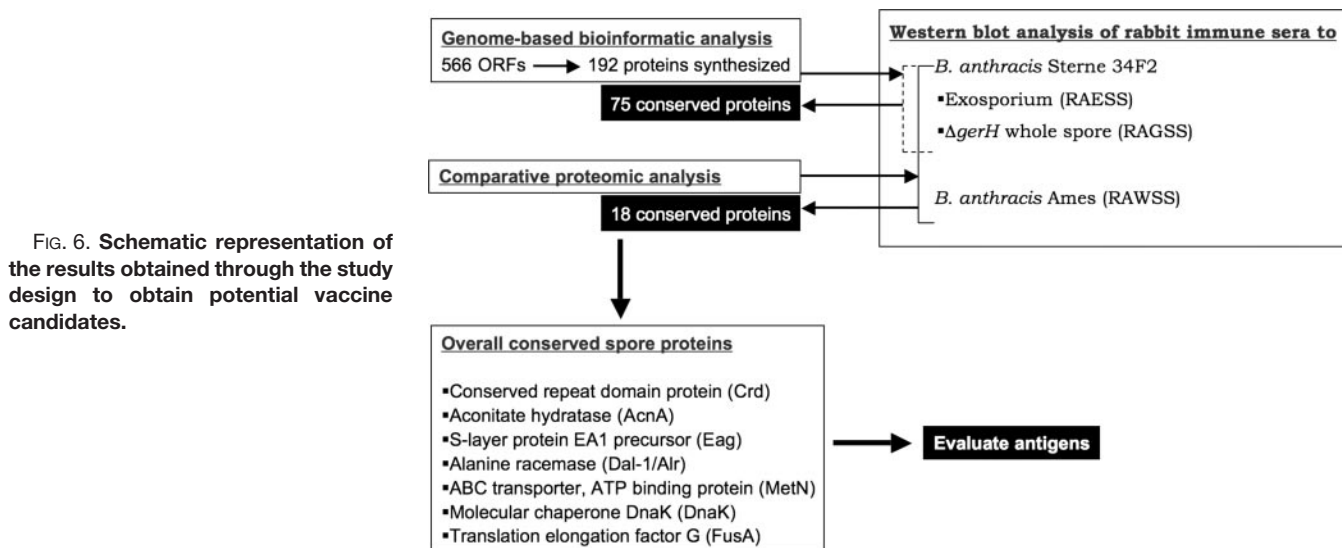 Genome-based bioinformatic analysis
566 ORFs → 192 proteins synthesized
75 conserved proteins
Comparative proteomic analysis
18 conserved proteins
Western blot analysis of rabbit immune sera to
B. anthracis Sterne 34F2
▪Exosporium (RAESS)
▪ΔgerH whole spore (RAGSS)
B. anthracis Ames (RAWSS)
FIG. 6. Schematic representation of
the results obtained through the study
design to obtain potential vaccine
candidates.
Overall conserved spore proteins
▪Conserved repeat domain protein (Crd)
▪Aconitate hydratase (AcnA)
▪S-layer protein EA1 precursor (Eag)
▪Alanine racemase (Dal-1/Alr)
▪ABC transporter, ATP binding protein (MetN)
▪Molecular chaperone DnaK (DnaK)
▪Translation elongation factor G (FusA)
Evaluate antigens